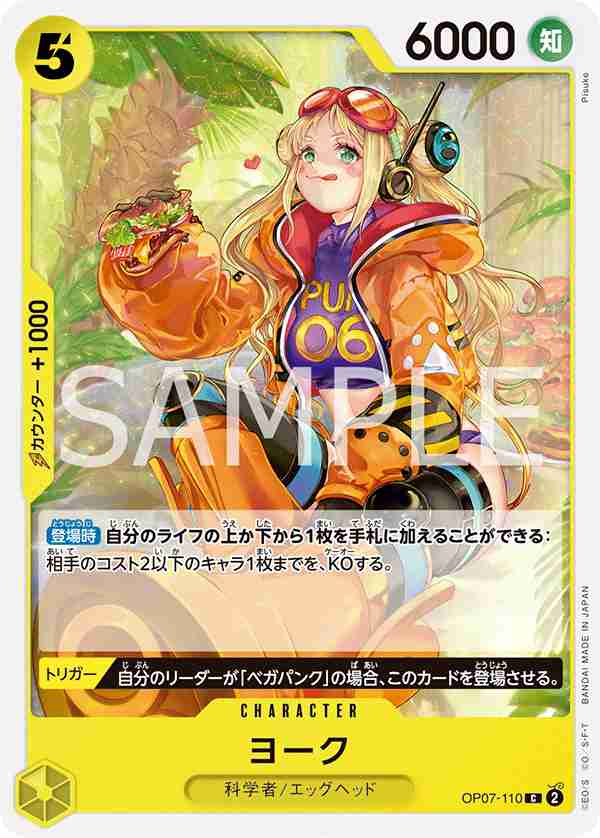 5
6000
知
Pisuke
カウンター +1000
PUNK
06
SAMPLE
登場時 自分のライフの上か下から1枚を手札に加えることができる:
相手のコスト2以下のキャラ1枚までを、KOする。
トリガー 自分のリーダーが「ベガパンク」の場合、このカードを登場させる。
CHARACTER
ヨーク
科学者/エッグヘッド
OP07-110 C 2
©E.O/S ©O/S・F・T BANDAI MADE IN JAPAN